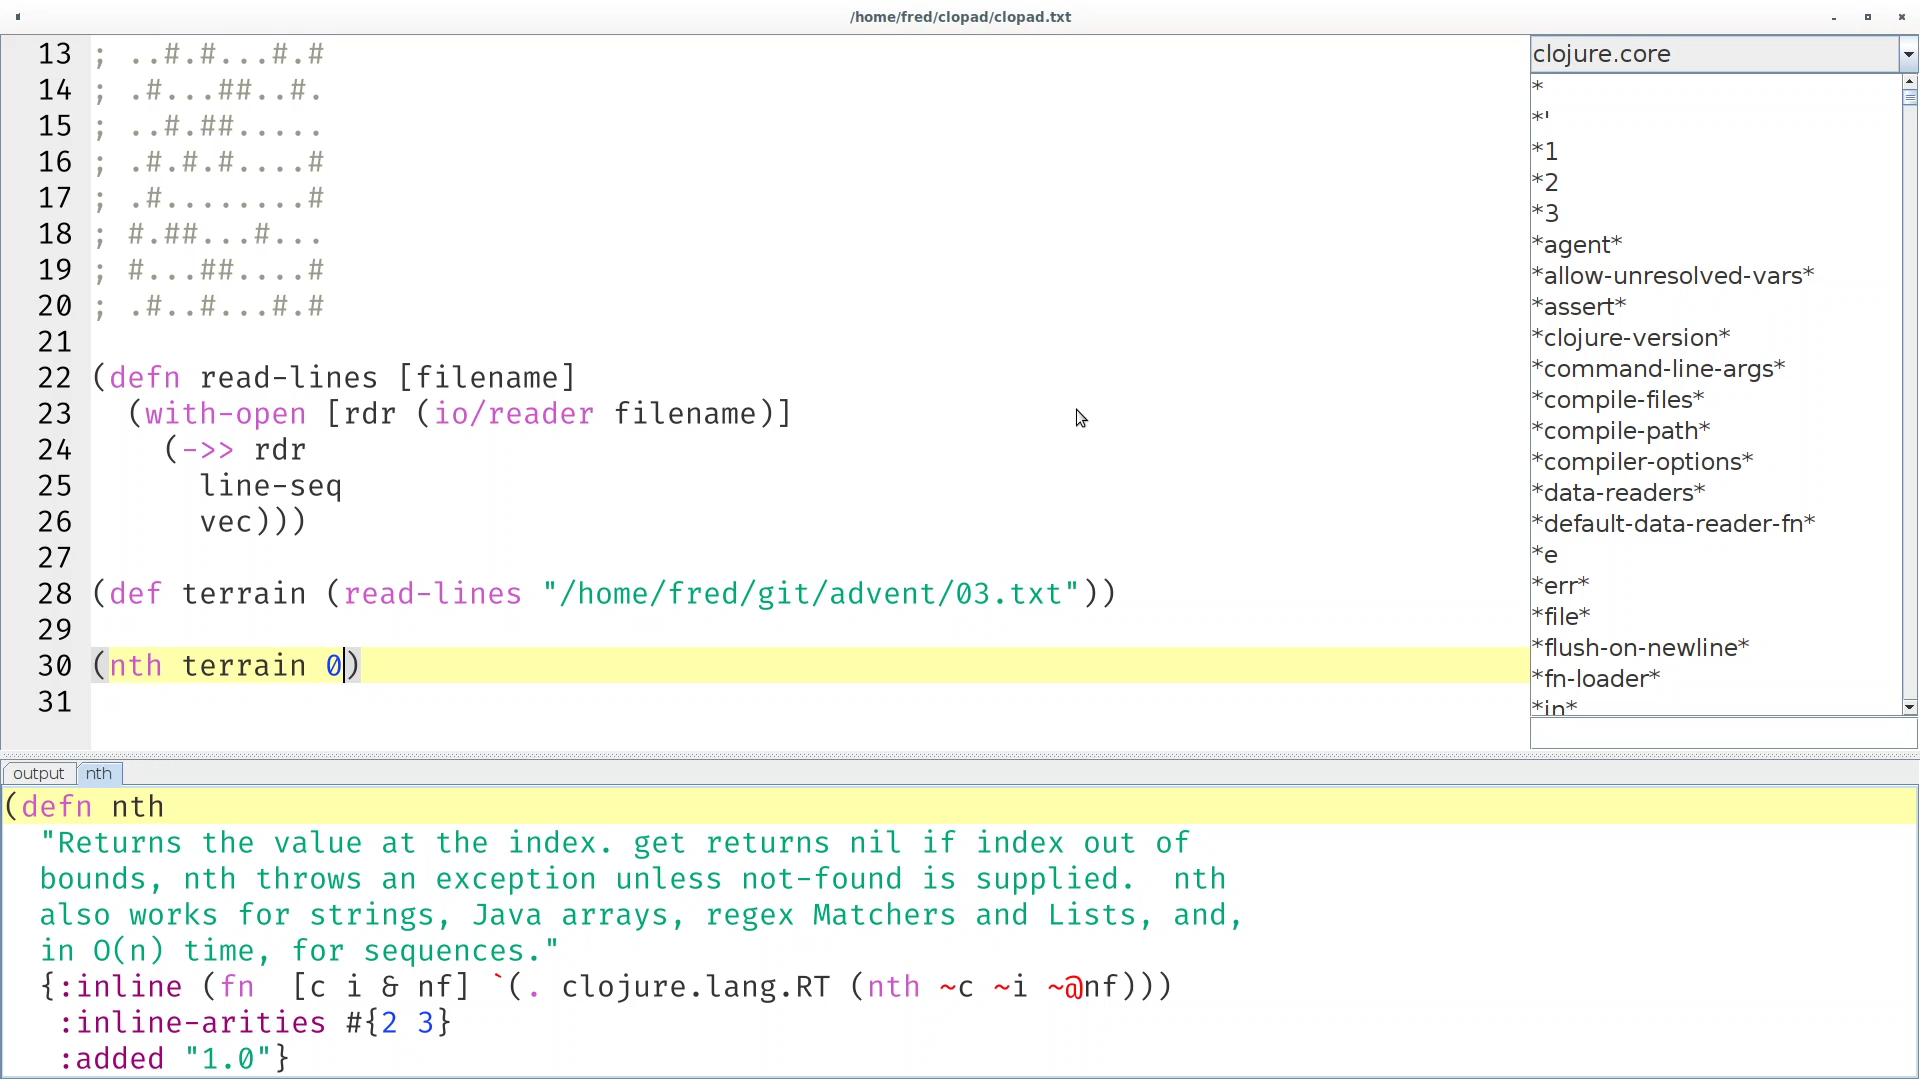 /home/fred/clopad/clopad.txt
13 ; ..#.#...#.#
14 ; .#...##..#.
15 ; ..#.##.....
16 ; .#.#.#....#
17 ; .#........#
18 ; #.##...#...
19 ; #...##....#
20 ; .#..#...#.#
21
22 (defn read-lines [filename]
23   (with-open [rdr (io/reader filename)]
24     (->> rdr
25       line-seq
26       vec)))
27
28 (def terrain (read-lines "/home/fred/git/advent/03.txt"))
29
30 (nth terrain 0)
31
clojure.core
*
*'
*1
*2
*3
*agent*
*allow-unresolved-vars*
*assert*
*clojure-version*
*command-line-args*
*compile-files*
*compile-path*
*compiler-options*
*data-readers*
*default-data-reader-fn*
*e
*err*
*file*
*flush-on-newline*
*fn-loader*
*in*
output nth
(defn nth
  "Returns the value at the index. get returns nil if index out of
  bounds, nth throws an exception unless not-found is supplied.  nth
  also works for strings, Java arrays, regex Matchers and Lists, and,
  in O(n) time, for sequences."
  {:inline (fn  [c i & nf] `(. clojure.lang.RT (nth ~c ~i ~@nf)))
   :inline-arities #{2 3}
   :added "1.0"}